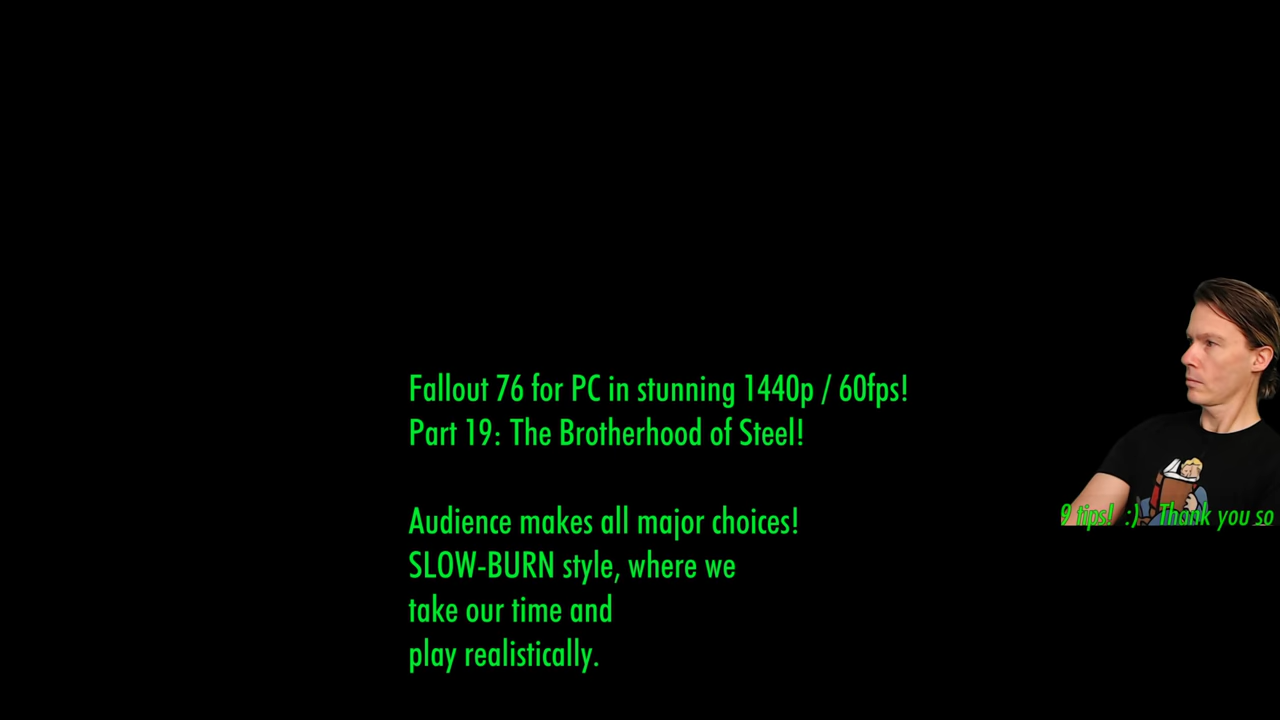 Fallout 76 for PC in stunning 1440p / 60fps!
Part 19: The Brotherhood of Steel!
Audience makes all major choices!
SLOW-BURN style, where we
take our time and
play realistically.
9 tips! :) Thank you so